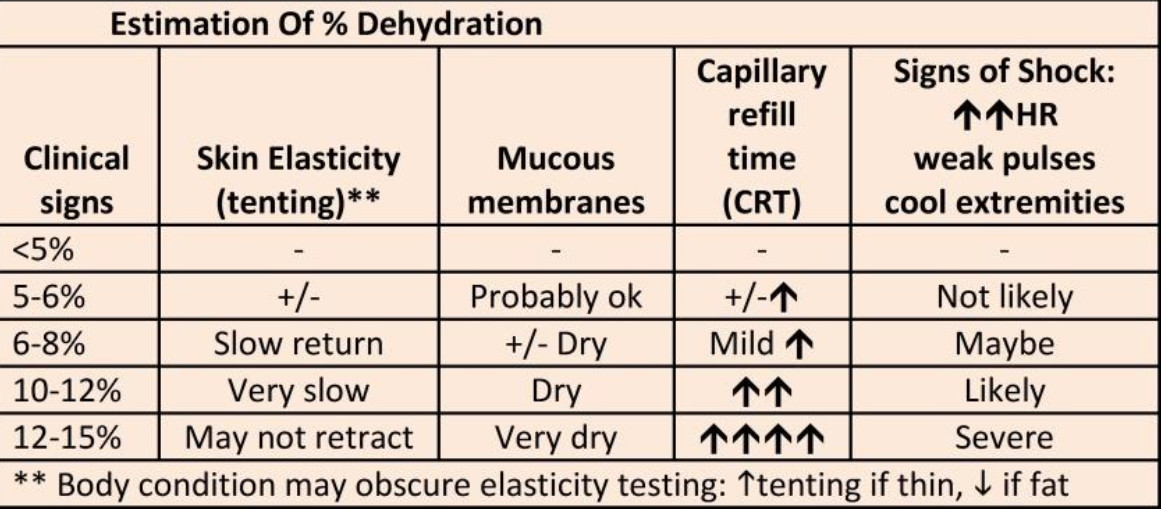 Estimation Of % Dehydration
Clinical signs | Skin Elasticity (tenting)** | Mucous membranes | Capillary refill time (CRT) | Signs of Shock: ↑↑HR weak pulses cool extremities
<5% | - | - | - | -
5-6% | +/- | Probably ok | +/-↑ | Not likely
6-8% | Slow return | +/- Dry | Mild ↑ | Maybe
10-12% | Very slow | Dry | ↑↑ | Likely
12-15% | May not retract | Very dry | ↑↑↑↑ | Severe
** Body condition may obscure elasticity testing: ↑tenting if thin, ↓ if fat